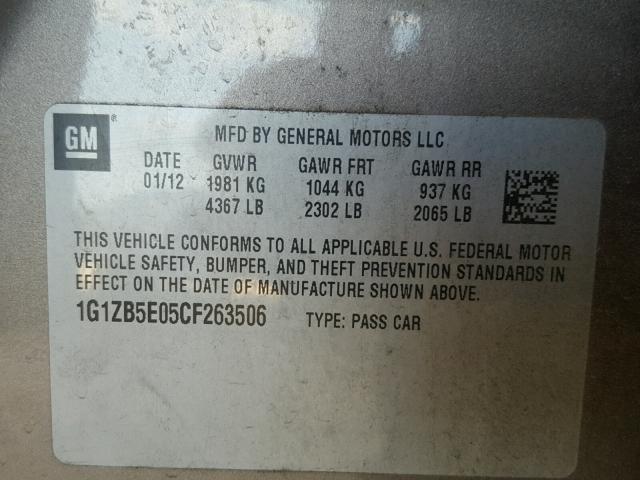 GM®
MFD BY GENERAL MOTORS LLC
DATE GVWR GAWR FRT GAWR RR
01/12 1981 KG 1044 KG 937 KG
4367 LB 2302 LB 2065 LB
THIS VEHICLE CONFORMS TO ALL APPLICABLE U.S. FEDERAL MOTOR
VEHICLE SAFETY, BUMPER, AND THEFT PREVENTION STANDARDS IN
EFFECT ON THE DATE OF MANUFACTURE SHOWN ABOVE.
1G1ZB5E05CF263506 TYPE: PASS CAR